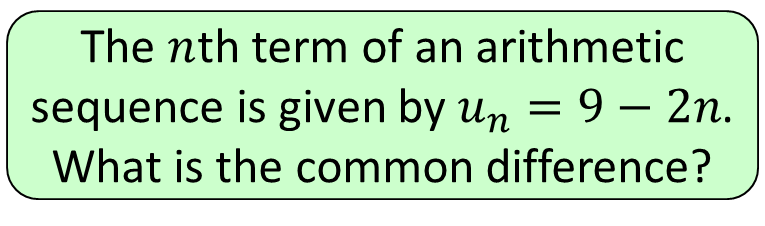 The 𝑛th term of an arithmetic
sequence is given by 𝑢ₙ = 9 − 2𝑛.
What is the common difference?